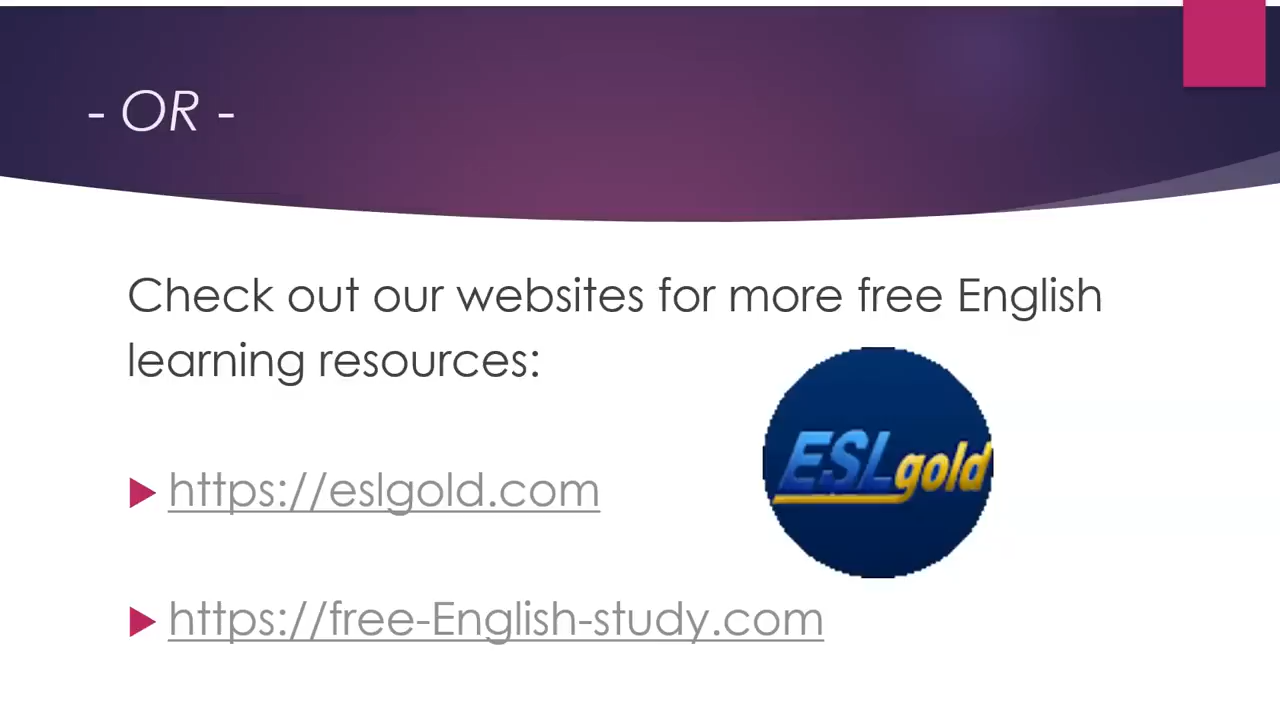 - OR -
Check out our websites for more free English
learning resources:
ESLgold
https://eslgold.com
https://free-English-study.com